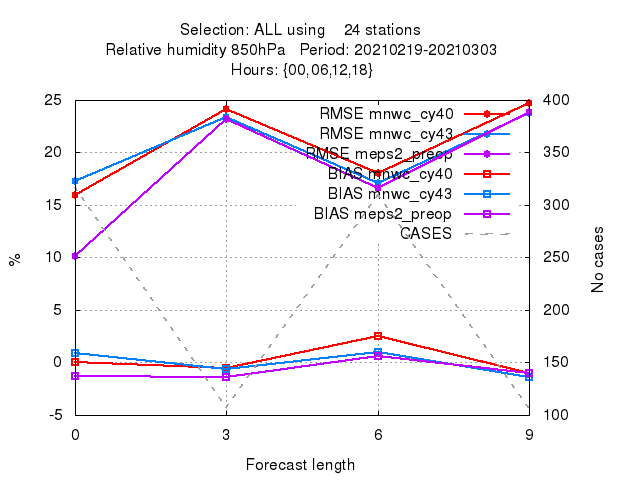 Selection: ALL using    24 stations
Relative humidity 850hPa   Period: 20210219-20210303
Hours: {00,06,12,18}
25
20
15
10
5
0
-5
400
350
300
250
200
150
100
%
No cases
RMSE mnwc_cy40
RMSE mnwc_cy43
RMSE meps2_preop
BIAS mnwc_cy40
BIAS mnwc_cy43
BIAS meps2_preop
CASES
0 3 6 9
Forecast length